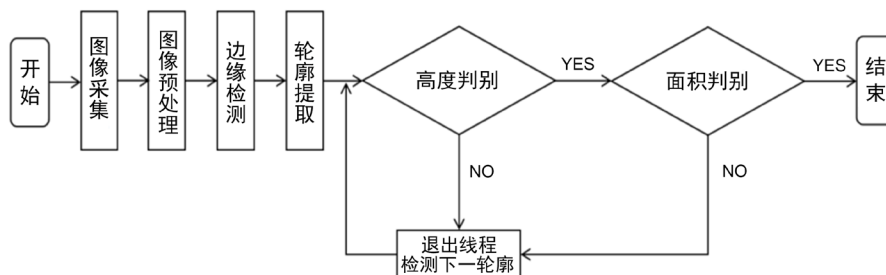 开始
图像采集
图像预处理
边缘检测
轮廓提取
高度判别
YES
面积判别
YES
结束
NO
NO
退出线程
检测下一轮廓